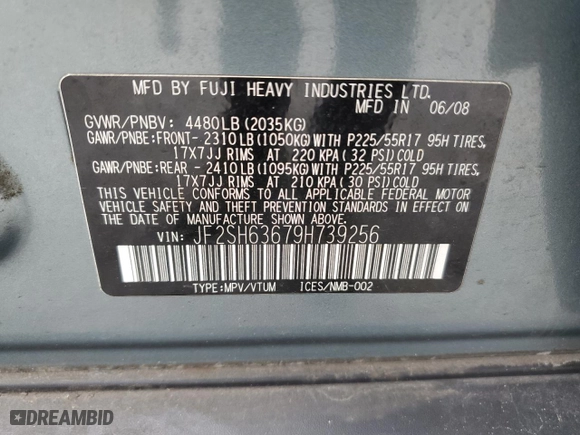 MFD BY FUJI HEAVY INDUSTRIES LTD.
MFD IN 06/08
GVWR/PNBV: 4480LB (2035KG)
GAWR/PNBE:FRONT- 2310LB (1050KG) WITH P225/55R17 95H TIRES,
17X7JJ RIMS AT 220 KPA (32 PSI) COLD
GAWR/PNBE:REAR - 2410LB (1095KG) WITH P225/55R17 95H TIRES,
17X7JJ RIMS AT 210 KPA (30 PSI) COLD
THIS VEHICLE CONFORMS TO ALL APPLICABLE FEDERAL MOTOR
VEHICLE SAFETY STANDARDS IN EFFECT ON THE DATE OF
MANUFACTURE SHOWN ABOVE.
VIN: JF2SH63679H739256
TYPE:MPV/VTUM ICES/NMB-002
DREAMBID